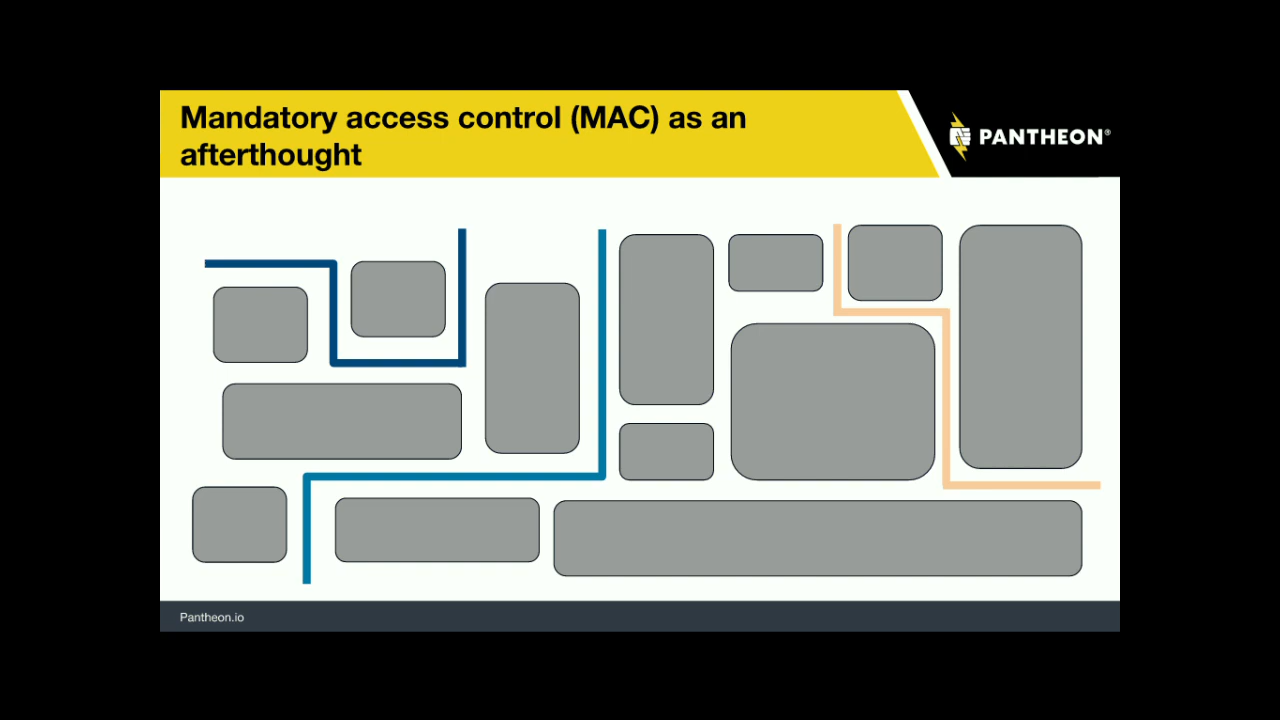 Mandatory access control (MAC) as an
afterthought
PANTHEON®
Pantheon.io